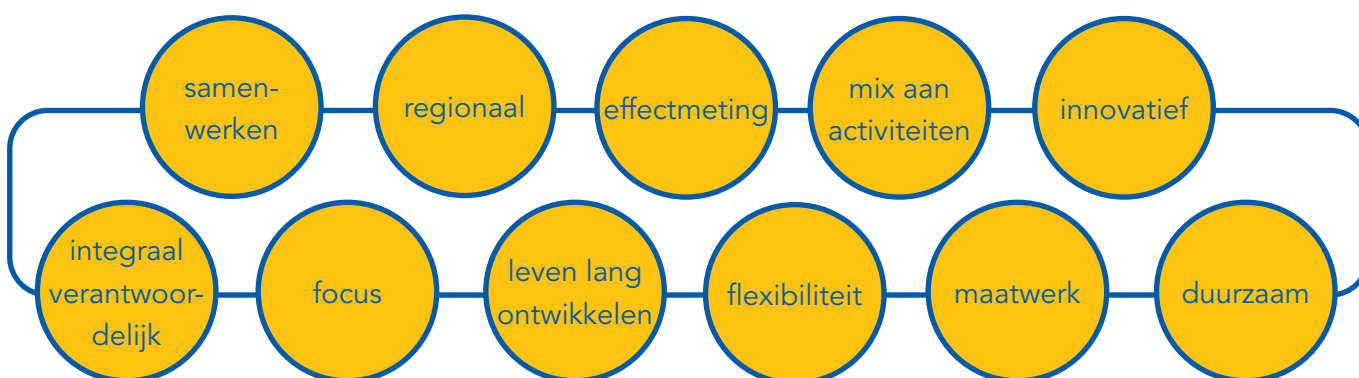 samen-
werken
regionaal
effectmeting
mix aan
activiteiten
innovatief
integraal
verantwoor-
delijk
focus
leven lang
ontwikkelen
flexibiliteit
maatwerk
duurzaam